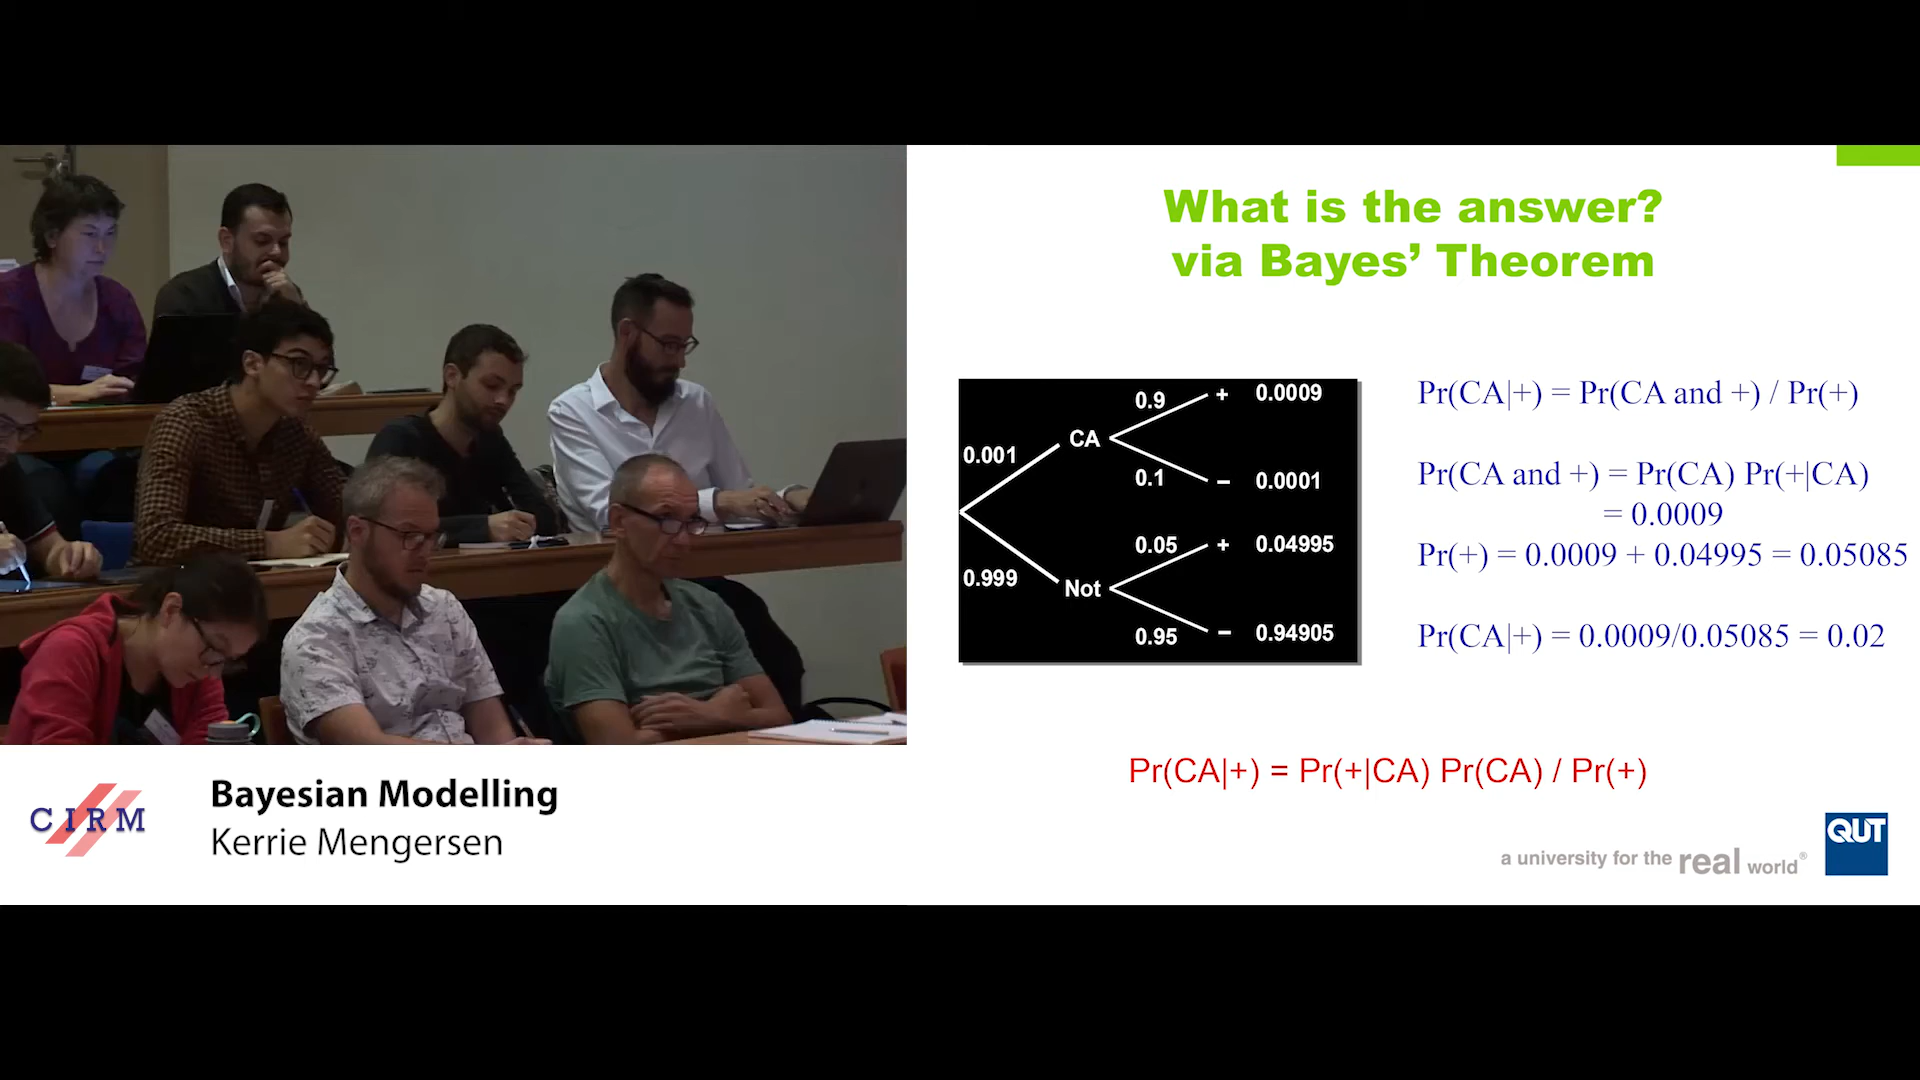 What is the answer?
via Bayes’ Theorem
0.9 + 0.0009
CA
0.001
0.1 – 0.0001
0.05 + 0.04995
0.999
Not
0.95 – 0.94905
Pr(CA|+) = Pr(CA and +) / Pr(+)
Pr(CA and +) = Pr(CA) Pr(+|CA)
= 0.0009
Pr(+) = 0.0009 + 0.04995 = 0.05085
Pr(CA|+) = 0.0009/0.05085 = 0.02
Pr(CA|+) = Pr(+|CA) Pr(CA) / Pr(+)
CIRM
Bayesian Modelling
Kerrie Mengersen
a university for the real world®
QUT